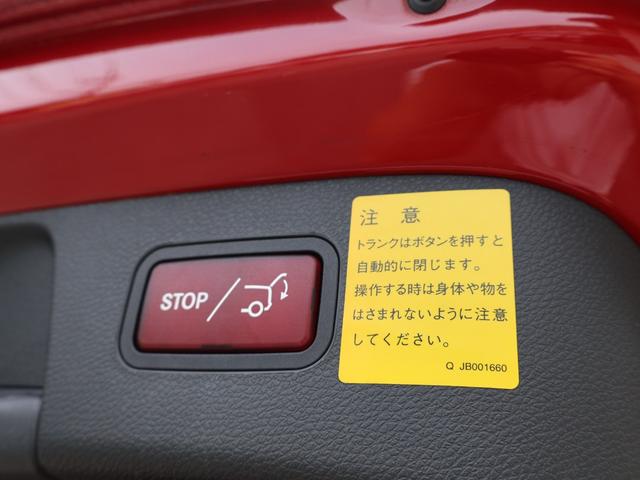 STOP /
注 意
トランクはボタンを押すと
自動的に閉じます。
操作する時は身体や物を
はさまれないように注意
してください。
Q JB001660